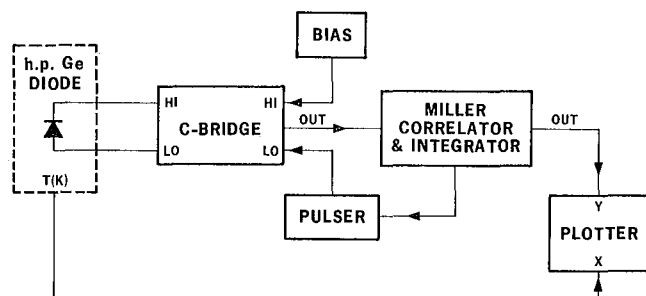 BIAS
h.p. Ge
DIODE
T(K)
HI
LO
C-BRIDGE
HI
LO
OUT
MILLER
CORRELATOR
& INTEGRATOR
OUT
PULSER
Y
PLOTTER
X